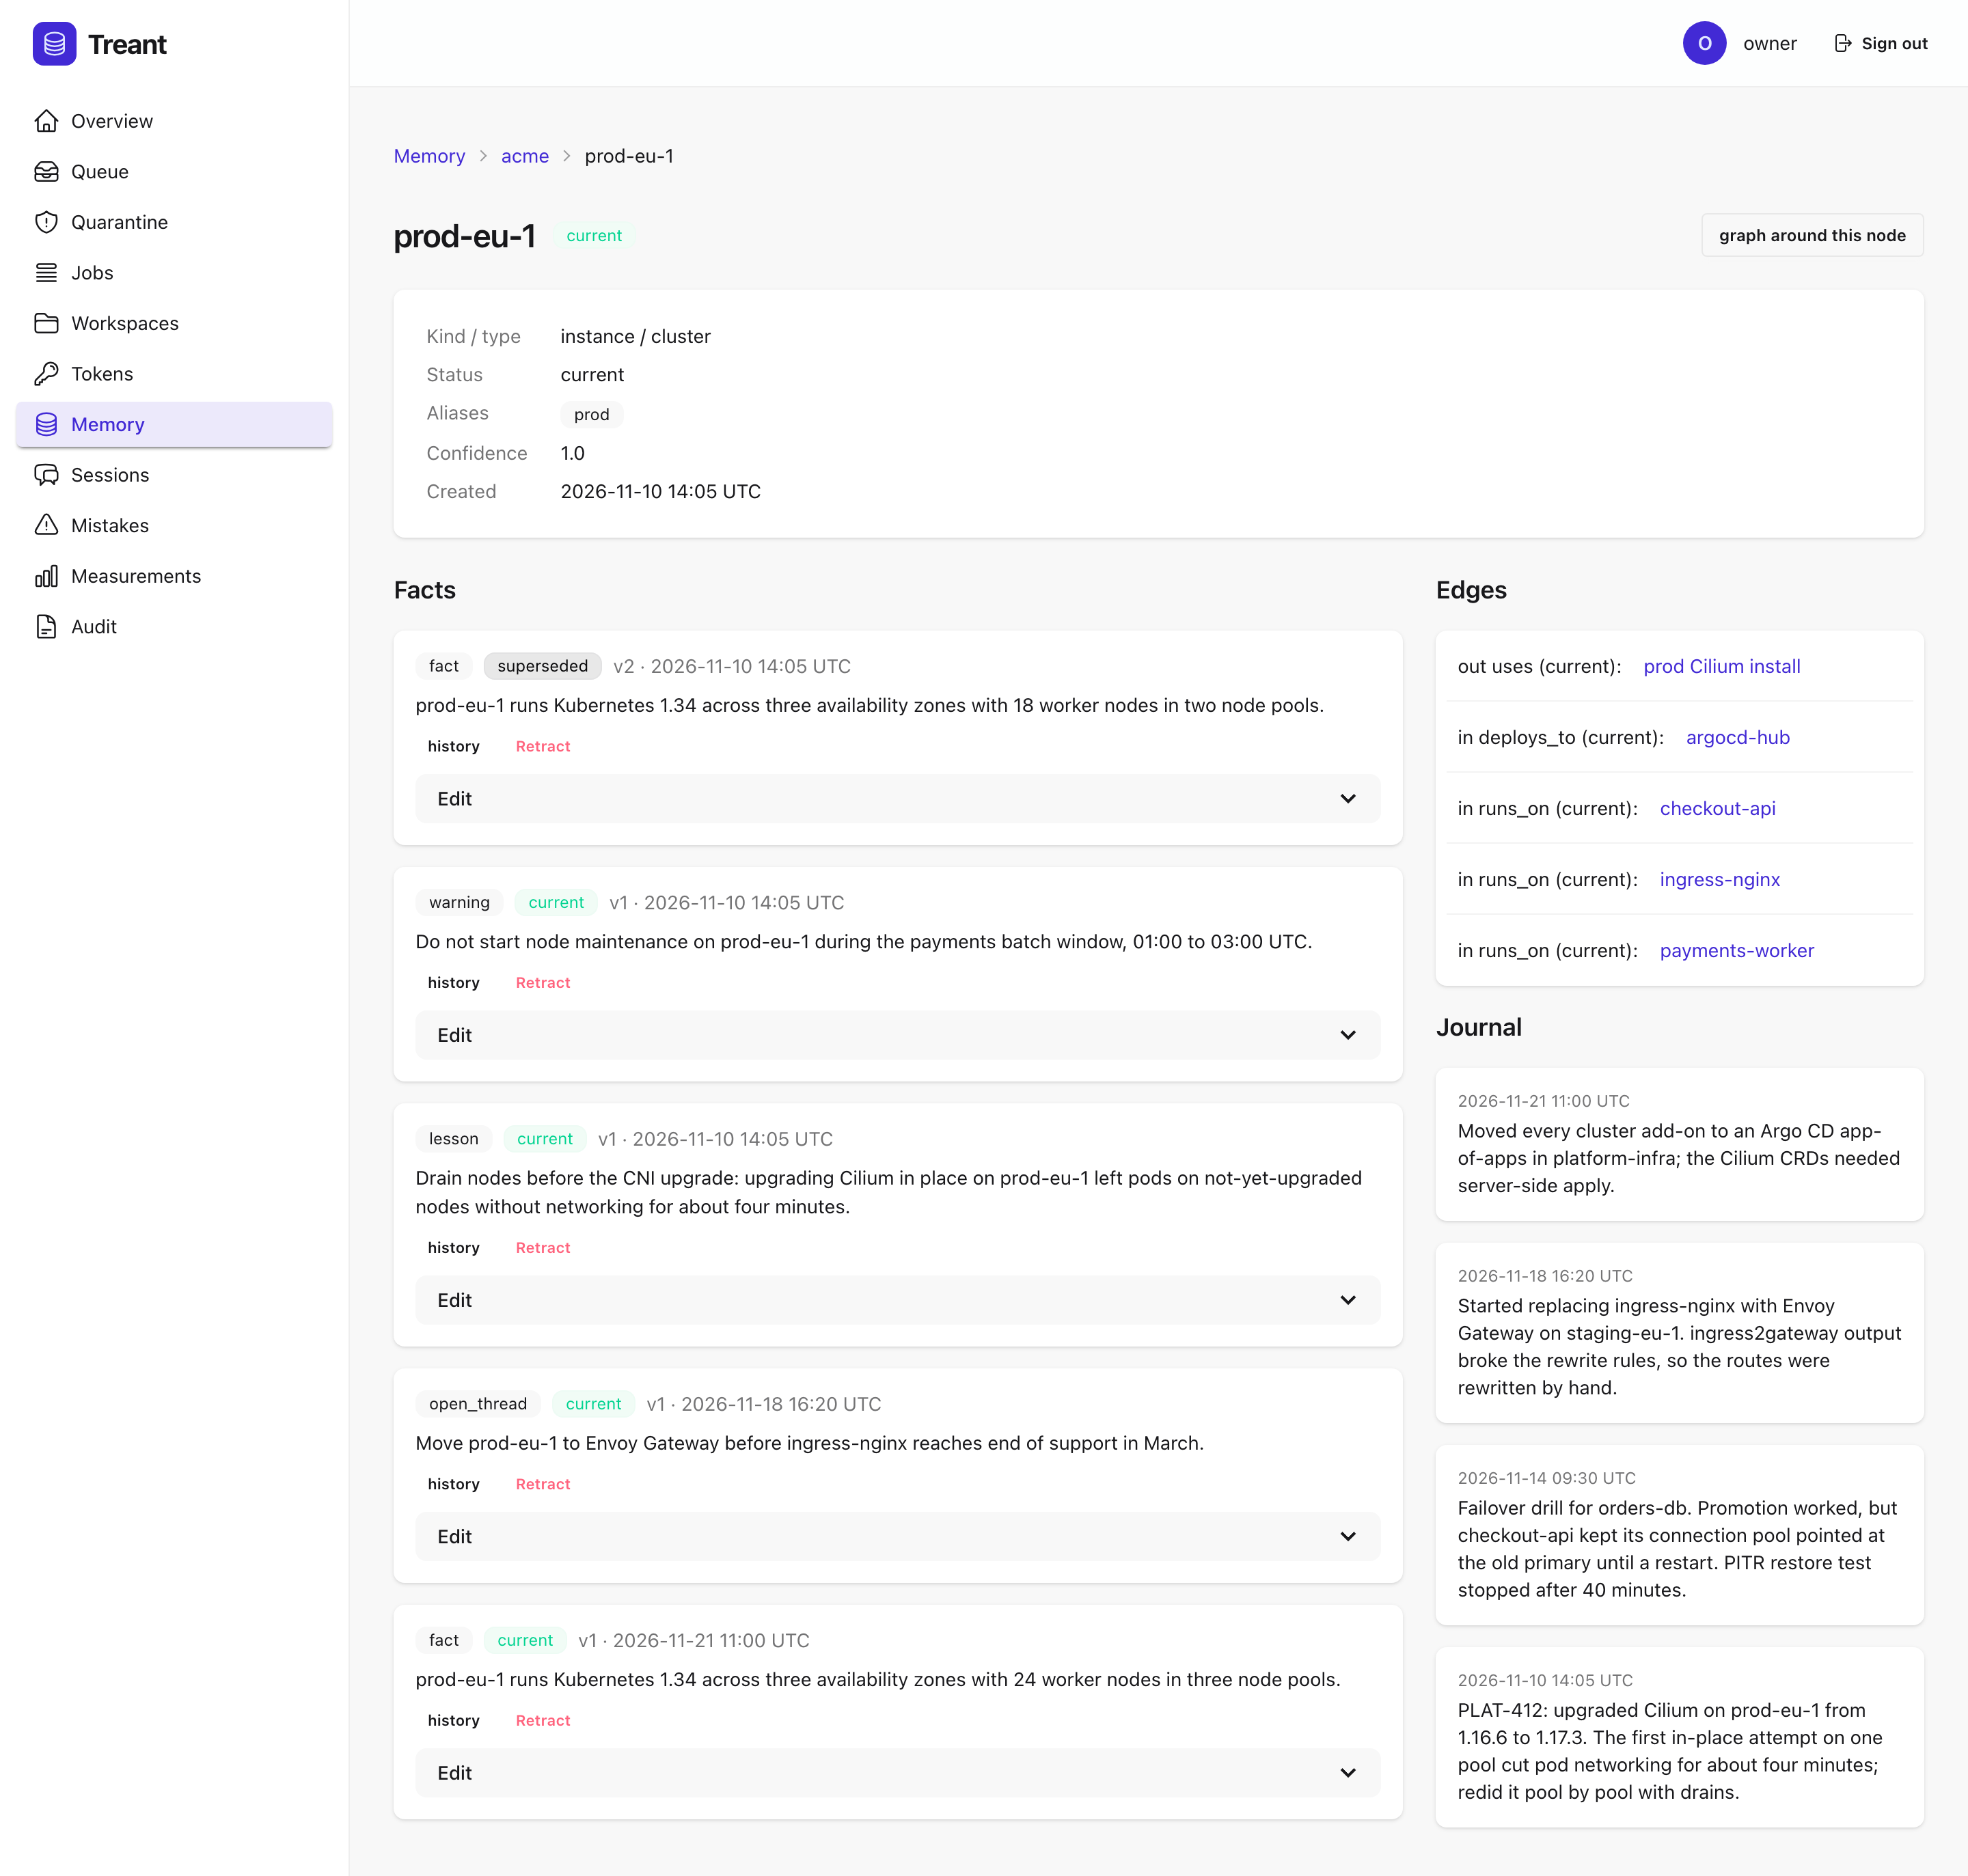 Treant
Overview
Queue
Quarantine
Jobs
Workspaces
Tokens
Memory
Sessions
Mistakes
Measurements
Audit
O owner Sign out
Memory > acme > prod-eu-1
prod-eu-1 current
graph around this node
Kind / type instance / cluster
Status current
Aliases prod
Confidence 1.0
Created 2026-11-10 14:05 UTC
Facts
fact superseded v2 · 2026-11-10 14:05 UTC
prod-eu-1 runs Kubernetes 1.34 across three availability zones with 18 worker nodes in two node pools.
history Retract
Edit
warning current v1 · 2026-11-10 14:05 UTC
Do not start node maintenance on prod-eu-1 during the payments batch window, 01:00 to 03:00 UTC.
history Retract
Edit
lesson current v1 · 2026-11-10 14:05 UTC
Drain nodes before the CNI upgrade: upgrading Cilium in place on prod-eu-1 left pods on not-yet-upgraded
nodes without networking for about four minutes.
history Retract
Edit
open_thread current v1 · 2026-11-18 16:20 UTC
Move prod-eu-1 to Envoy Gateway before ingress-nginx reaches end of support in March.
history Retract
Edit
fact current v1 · 2026-11-21 11:00 UTC
prod-eu-1 runs Kubernetes 1.34 across three availability zones with 24 worker nodes in three node pools.
history Retract
Edit
Edges
out uses (current): prod Cilium install
in deploys_to (current): argocd-hub
in runs_on (current): checkout-api
in runs_on (current): ingress-nginx
in runs_on (current): payments-worker
Journal
2026-11-21 11:00 UTC
Moved every cluster add-on to an Argo CD app-
of-apps in platform-infra; the Cilium CRDs needed
server-side apply.
2026-11-18 16:20 UTC
Started replacing ingress-nginx with Envoy
Gateway on staging-eu-1. ingress2gateway output
broke the rewrite rules, so the routes were
rewritten by hand.
2026-11-14 09:30 UTC
Failover drill for orders-db. Promotion worked, but
checkout-api kept its connection pool pointed at
the old primary until a restart. PITR restore test
stopped after 40 minutes.
2026-11-10 14:05 UTC
PLAT-412: upgraded Cilium on prod-eu-1 from
1.16.6 to 1.17.3. The first in-place attempt on one
pool cut pod networking for about four minutes;
redid it pool by pool with drains.